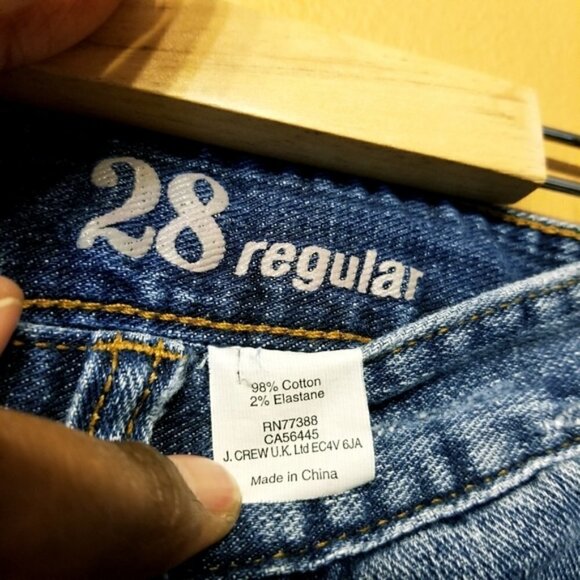 28 regular
98% Cotton
2% Elastane
RN77388
CA56445
J. CREW U.K. Ltd EC4V 6JA
Made in China